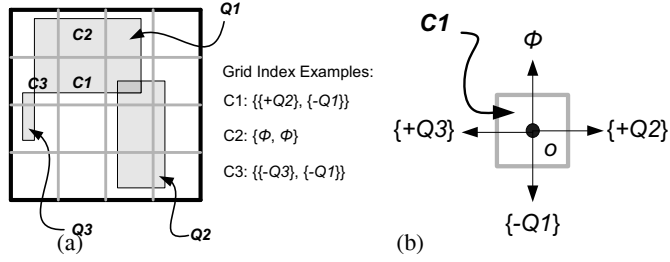 Q1
C2
C3 C1
Q3
Q2
(a)
Grid Index Examples:
C1: {{+Q2}, {-Q1}}
C2: {Φ, Φ}
C3: {{-Q3}, {-Q1}}
C1
Φ
{+Q3}
{+Q2}
o
{-Q1}
(b)